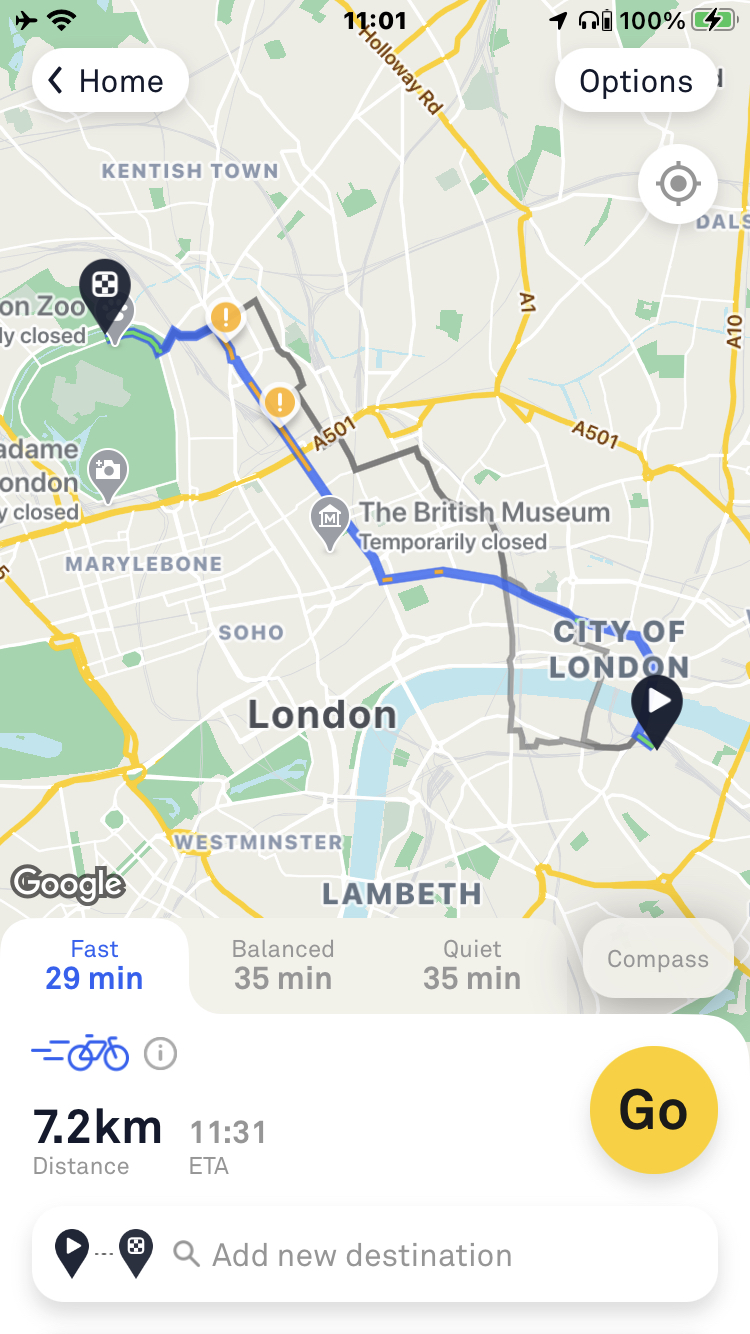 11:01
100%
Home
Options
Holloway Rd
KENTISH TOWN
DALS
on Zoo
ly closed
A1
A10
A501
A501
adame
ondon
y closed
The British Museum
Temporarily closed
MARYLEBONE
5
SOHO
CITY OF
LONDON
London
WESTMINSTER
Google
LAMBETH
Fast
29 min
Balanced
35 min
Quiet
35 min
Compass
7.2km
11:31
Distance
ETA
Go
Add new destination